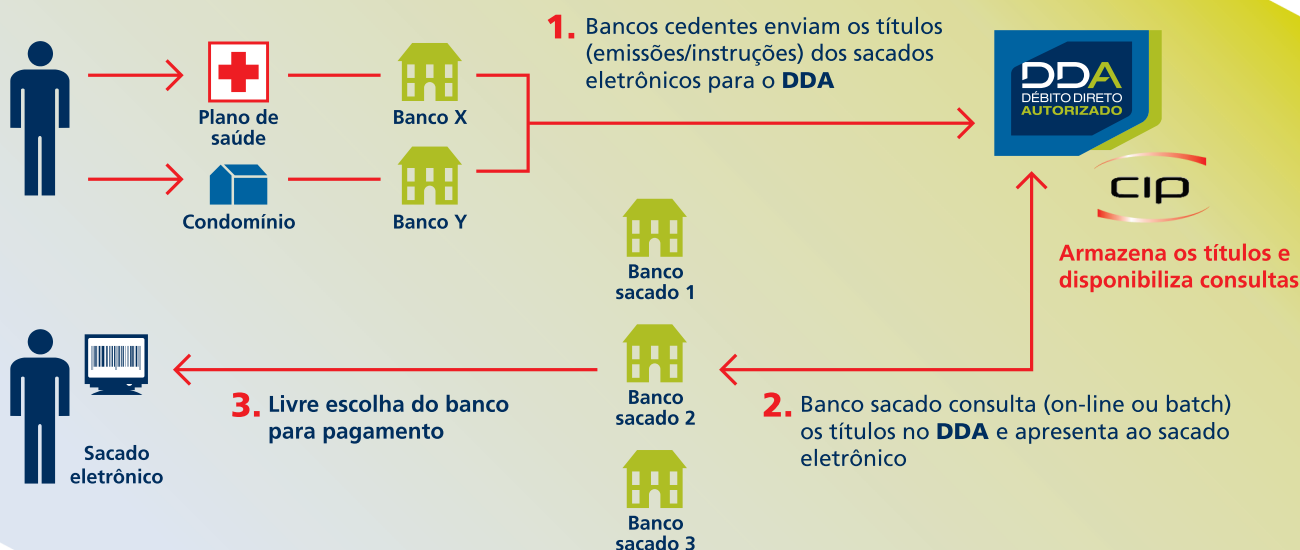 1. Bancos cedentes enviam os títulos
(emissões/instruções) dos sacados
eletrônicos para o DDA
DDA
DÉBITO DIRETO
AUTORIZADO
Plano de
saúde
Banco X
Condomínio
Banco Y
CIP
Armazena os títulos e
disponibiliza consultas
Banco
sacado 1
Banco
sacado 2
2. Banco sacado consulta (on-line ou batch)
os títulos no DDA e apresenta ao sacado
eletrônico
3. Livre escolha do banco
para pagamento
Sacado
eletrônico
Banco
sacado 3